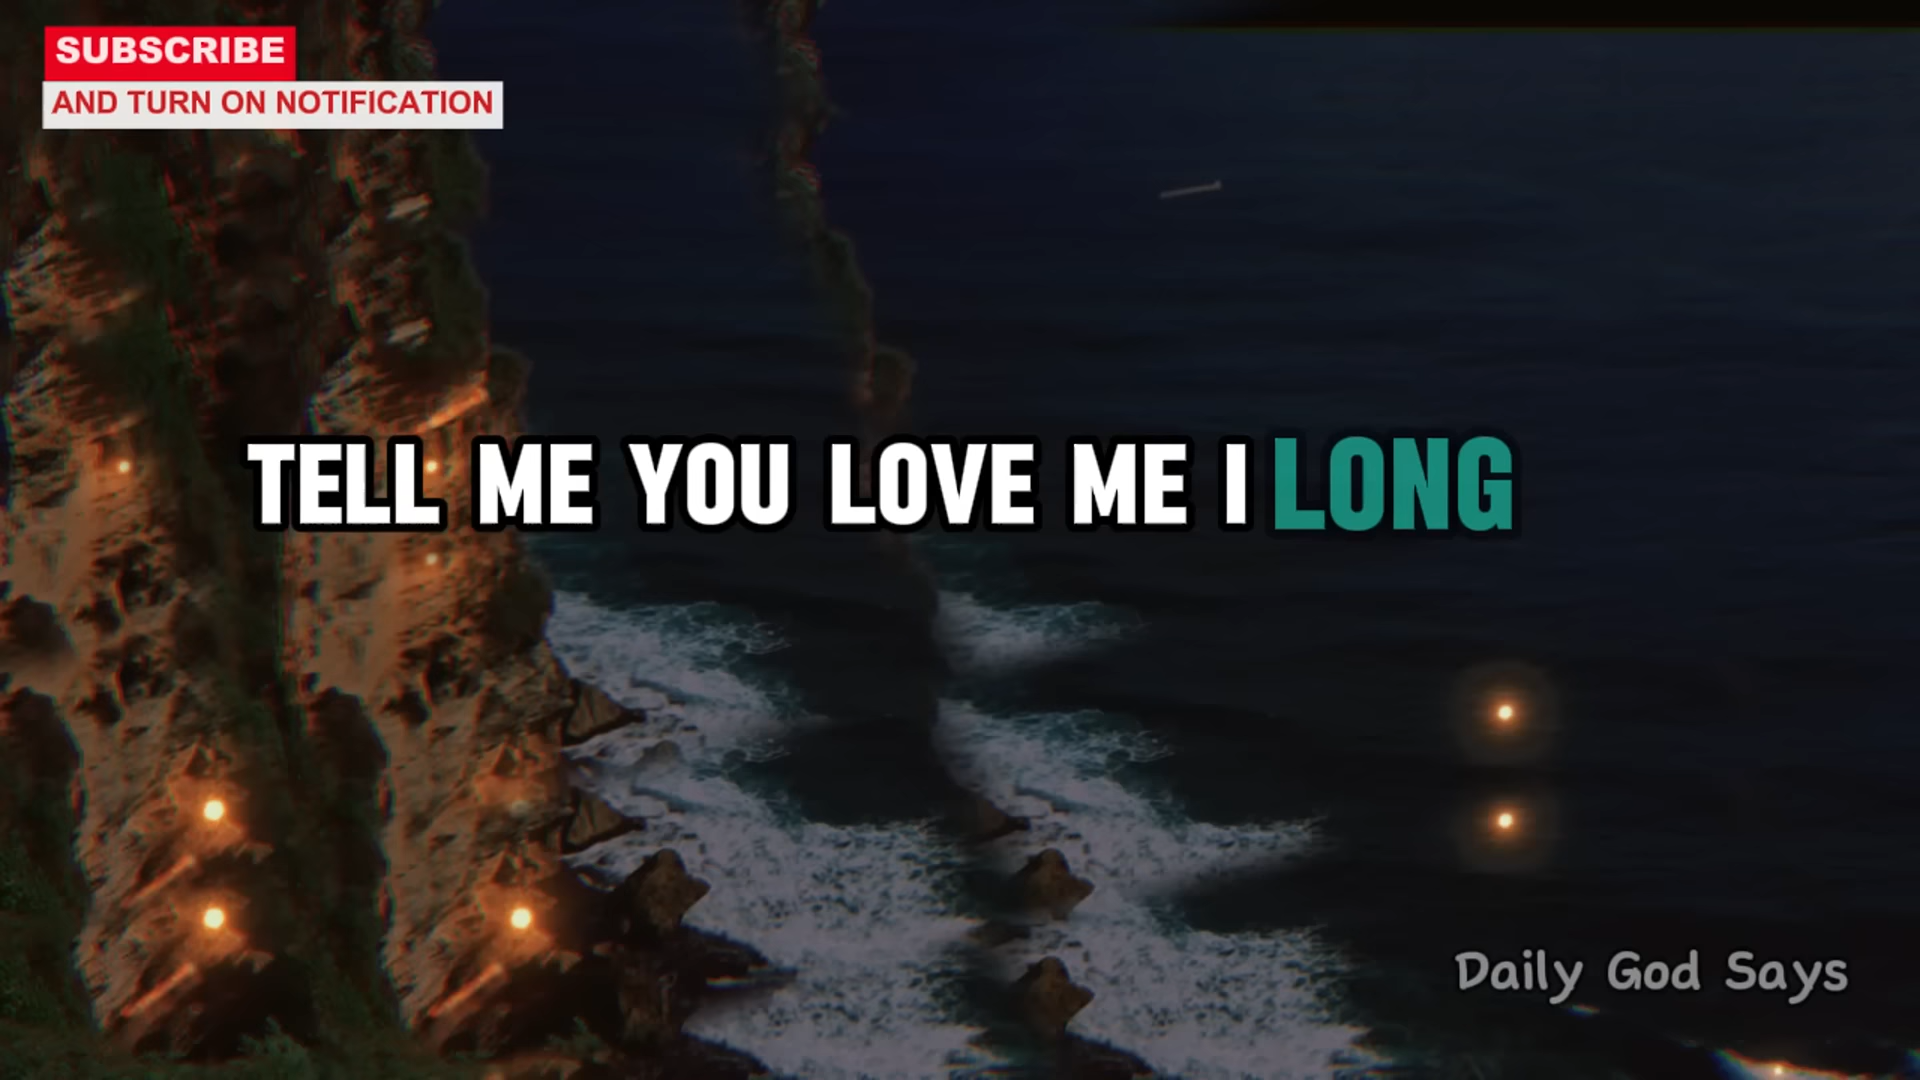 SUBSCRIBE
AND TURN ON NOTIFICATION
TELL ME YOU LOVE ME I LONG
Daily God Says